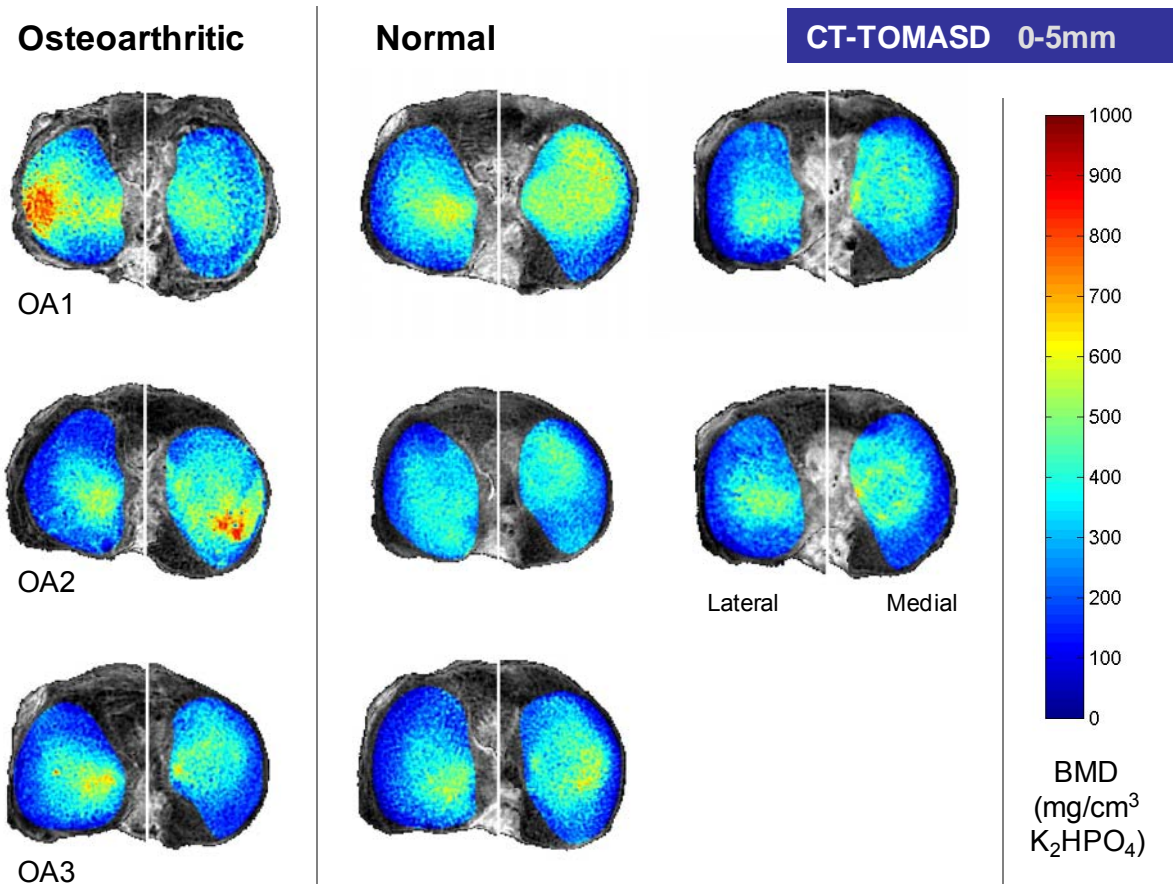 Osteoarthritic
Normal
CT-TOMASD 0-5mm
OA1
OA2
OA3
Lateral
Medial
1000
900
800
700
600
500
400
300
200
100
0
BMD
(mg/cm³
K₂HPO₄)